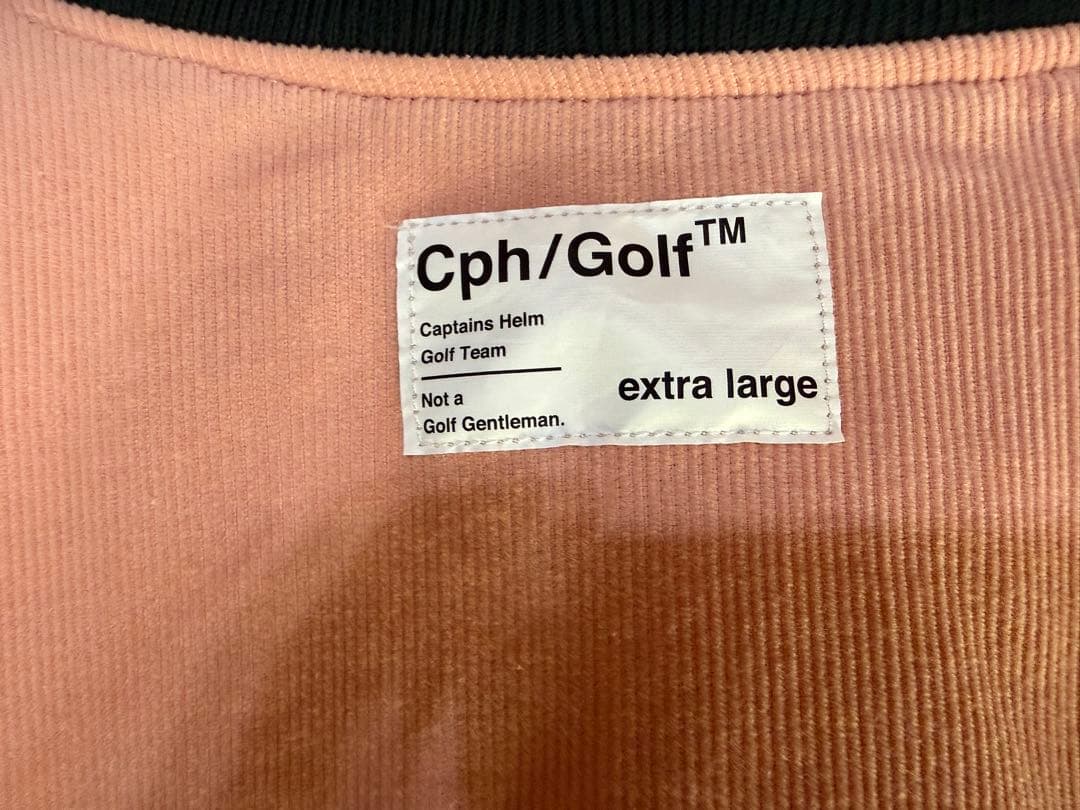 Cph/Golf™
Captains Helm
Golf Team
Not a
Golf Gentleman.
extra large